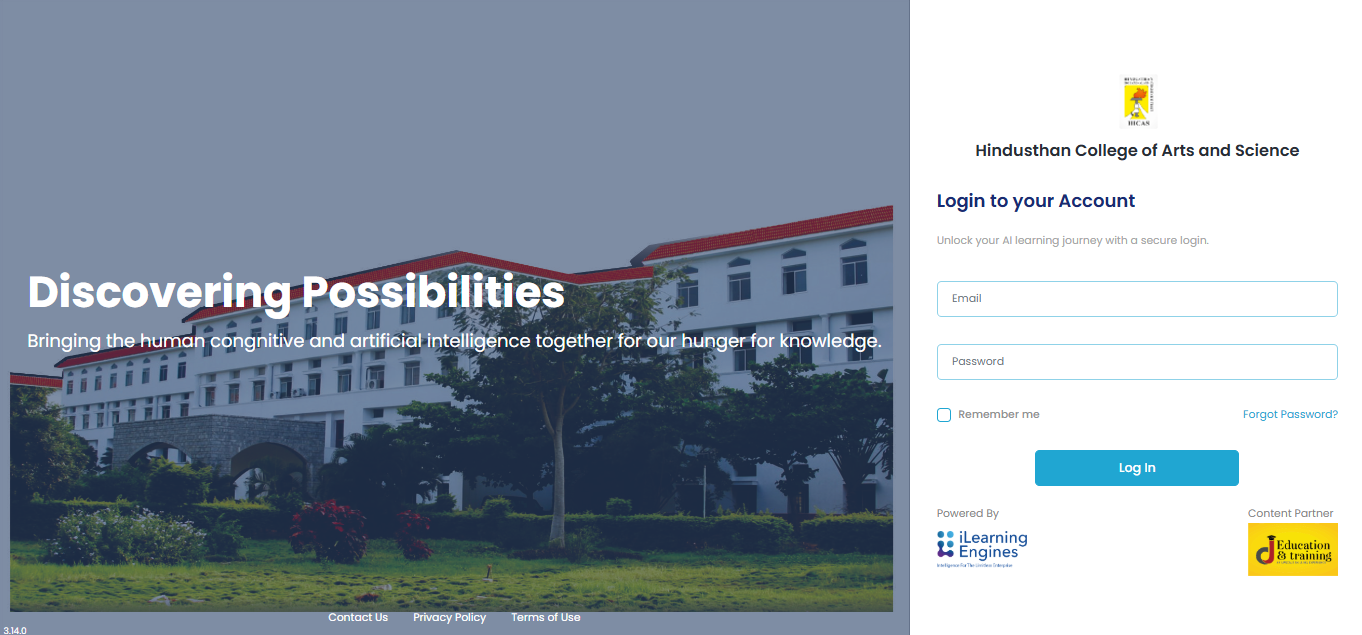 Discovering Possibilities
Bringing the human congnitive and artificial intelligence together for our hunger for knowledge.
Contact Us Privacy Policy Terms of Use
3.14.0
HICAS
Hindusthan College of Arts and Science
Login to your Account
Unlock your AI learning journey with a secure login.
Email
Password
Remember me Forgot Password?
Log In
Powered By Content Partner
iLearning
Engines
Intelligence For The Limitless Enterprise
Education
& training